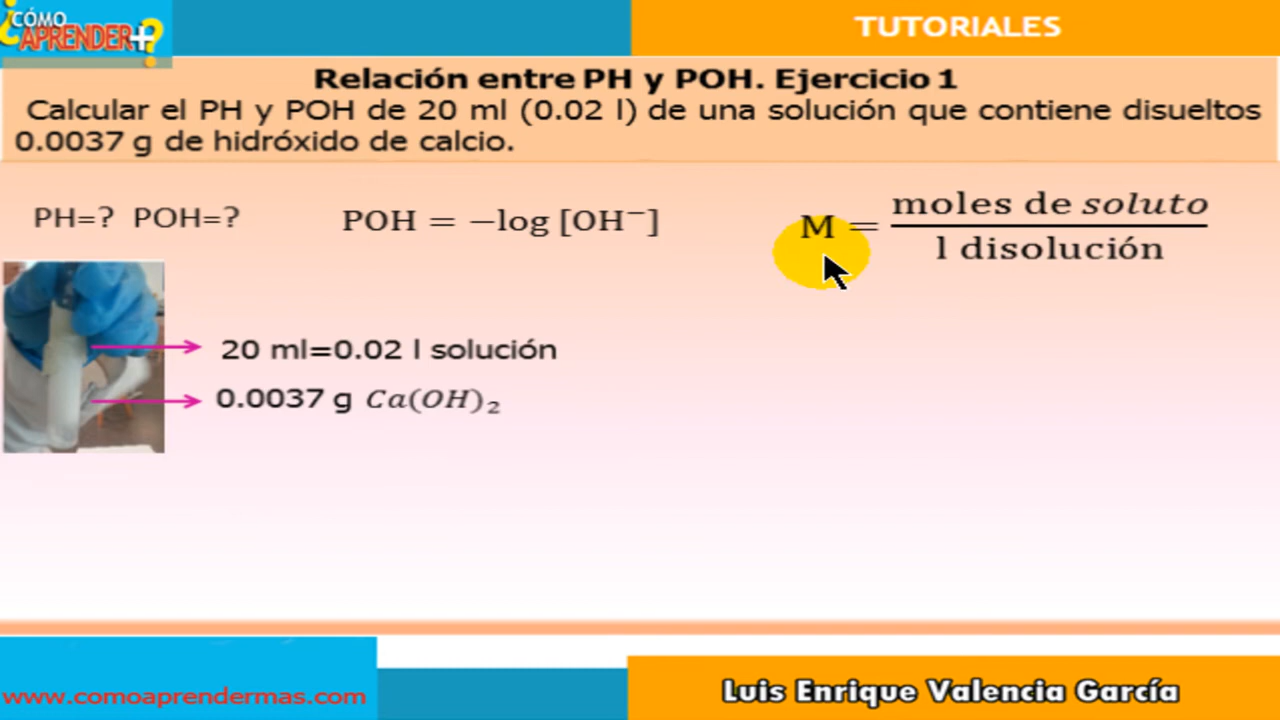 ¿CÓMO
APRENDER+?
TUTORIALES
Relación entre PH y POH. Ejercicio 1
Calcular el PH y POH de 20 ml (0.02 l) de una solución que contiene disueltos
0.0037 g de hidróxido de calcio.
PH=? POH=?
POH = −log [OH⁻]
M = moles de soluto / l disolución
20 ml=0.02 l solución
0.0037 g Ca(OH)₂
www.comoaprendermas.com
Luis Enrique Valencia García